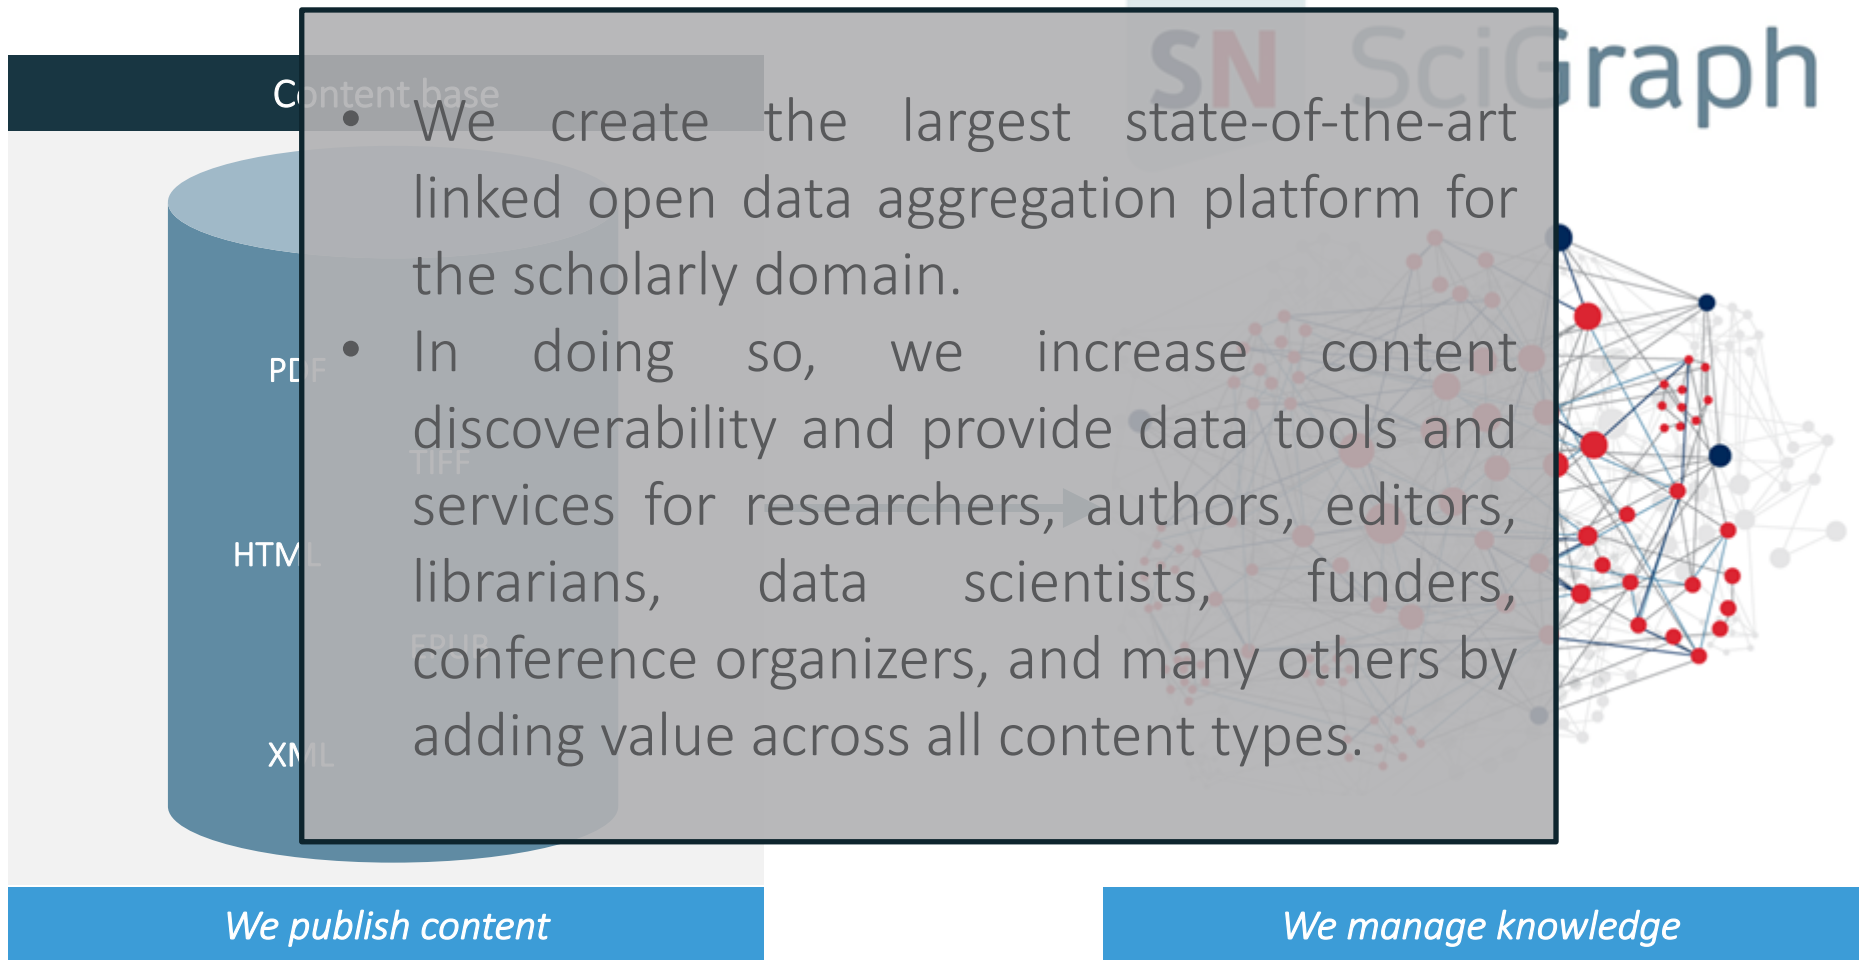 Content base
SN SciGraph
• We create the largest state-of-the-art
linked open data aggregation platform for
the scholarly domain.
• In doing so, we increase content
discoverability and provide data tools and
services for researchers, authors, editors,
librarians, data scientists, funders,
conference organizers, and many others by
adding value across all content types.
PDF
TIFF
HTML
EPUB
XML
We publish content
We manage knowledge